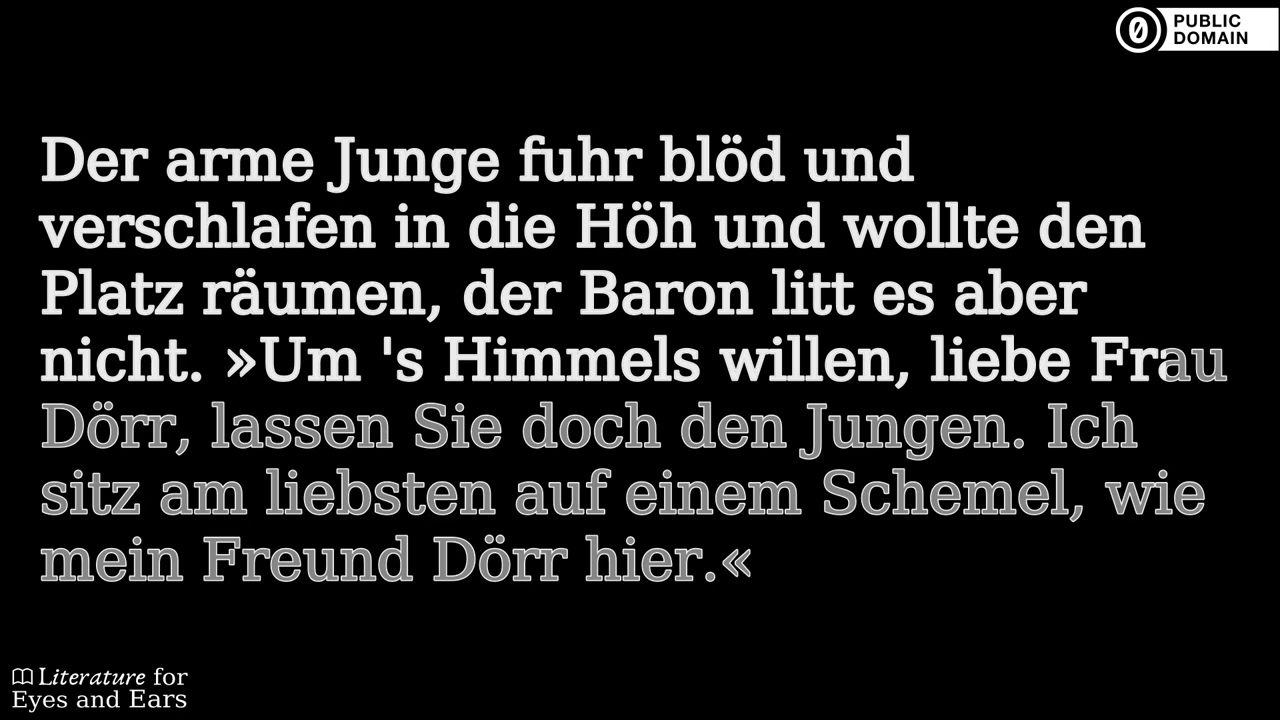 PUBLIC
DOMAIN
Der arme Junge fuhr blöd und
verschlafen in die Höh und wollte den
Platz räumen, der Baron litt es aber
nicht. »Um 's Himmels willen, liebe Frau
Dörr, lassen Sie doch den Jungen. Ich
sitz am liebsten auf einem Schemel, wie
mein Freund Dörr hier.«
Literature for
Eyes and Ears